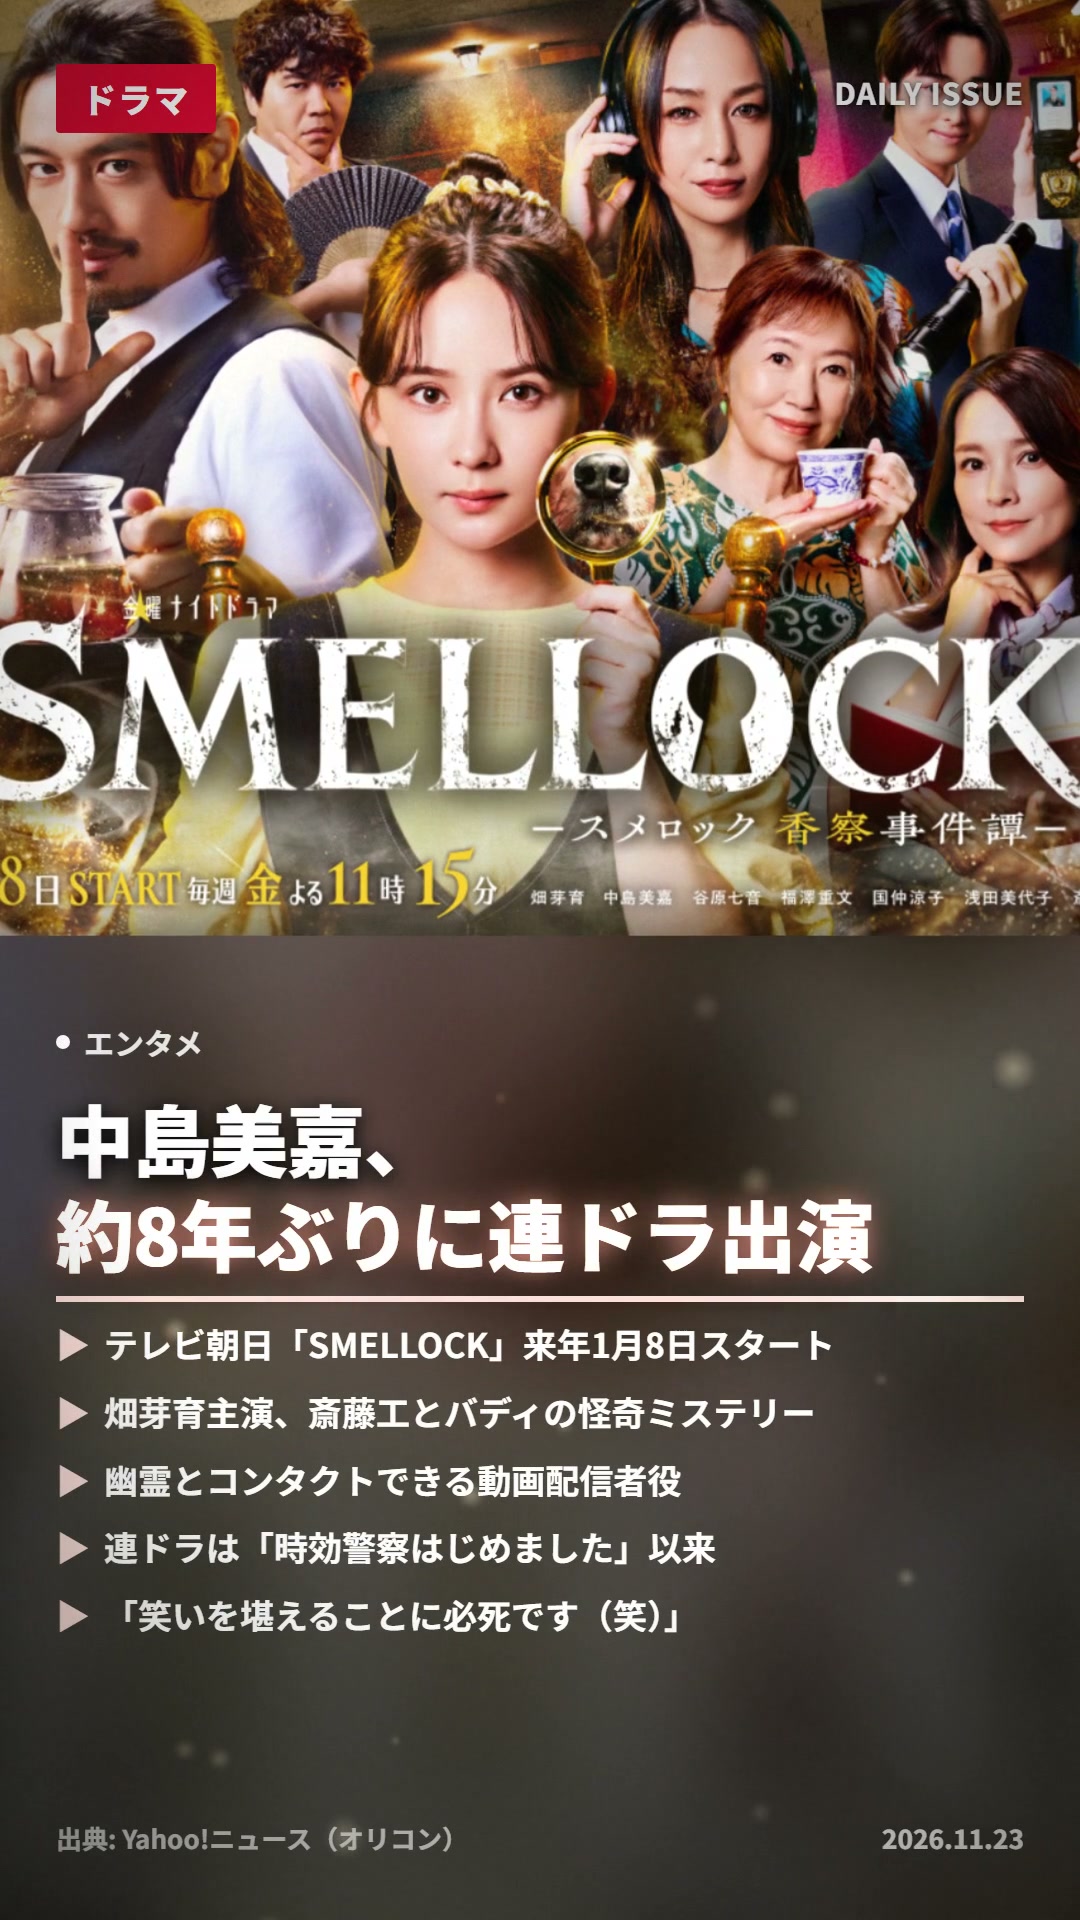 ドラマ
DAILY ISSUE
金曜ナイトドラマ
SMELLOCK
—スメロック 香察事件譚—
8日 START 毎週 金 よる11時15分
畑芽育 中島美嘉 谷原七音 福澤重文 国仲涼子 浅田美代子
エンタメ
中島美嘉、
約8年ぶりに連ドラ出演
▶ テレビ朝日「SMELLOCK」来年1月8日スタート
▶ 畑芽育主演、斎藤工とバディの怪奇ミステリー
▶ 幽霊とコンタクトできる動画配信者役
▶ 連ドラは「時効警察はじめました」以来
▶ 「笑いを堪えることに必死です（笑）」
出典: Yahoo!ニュース（オリコン）
2026.11.23